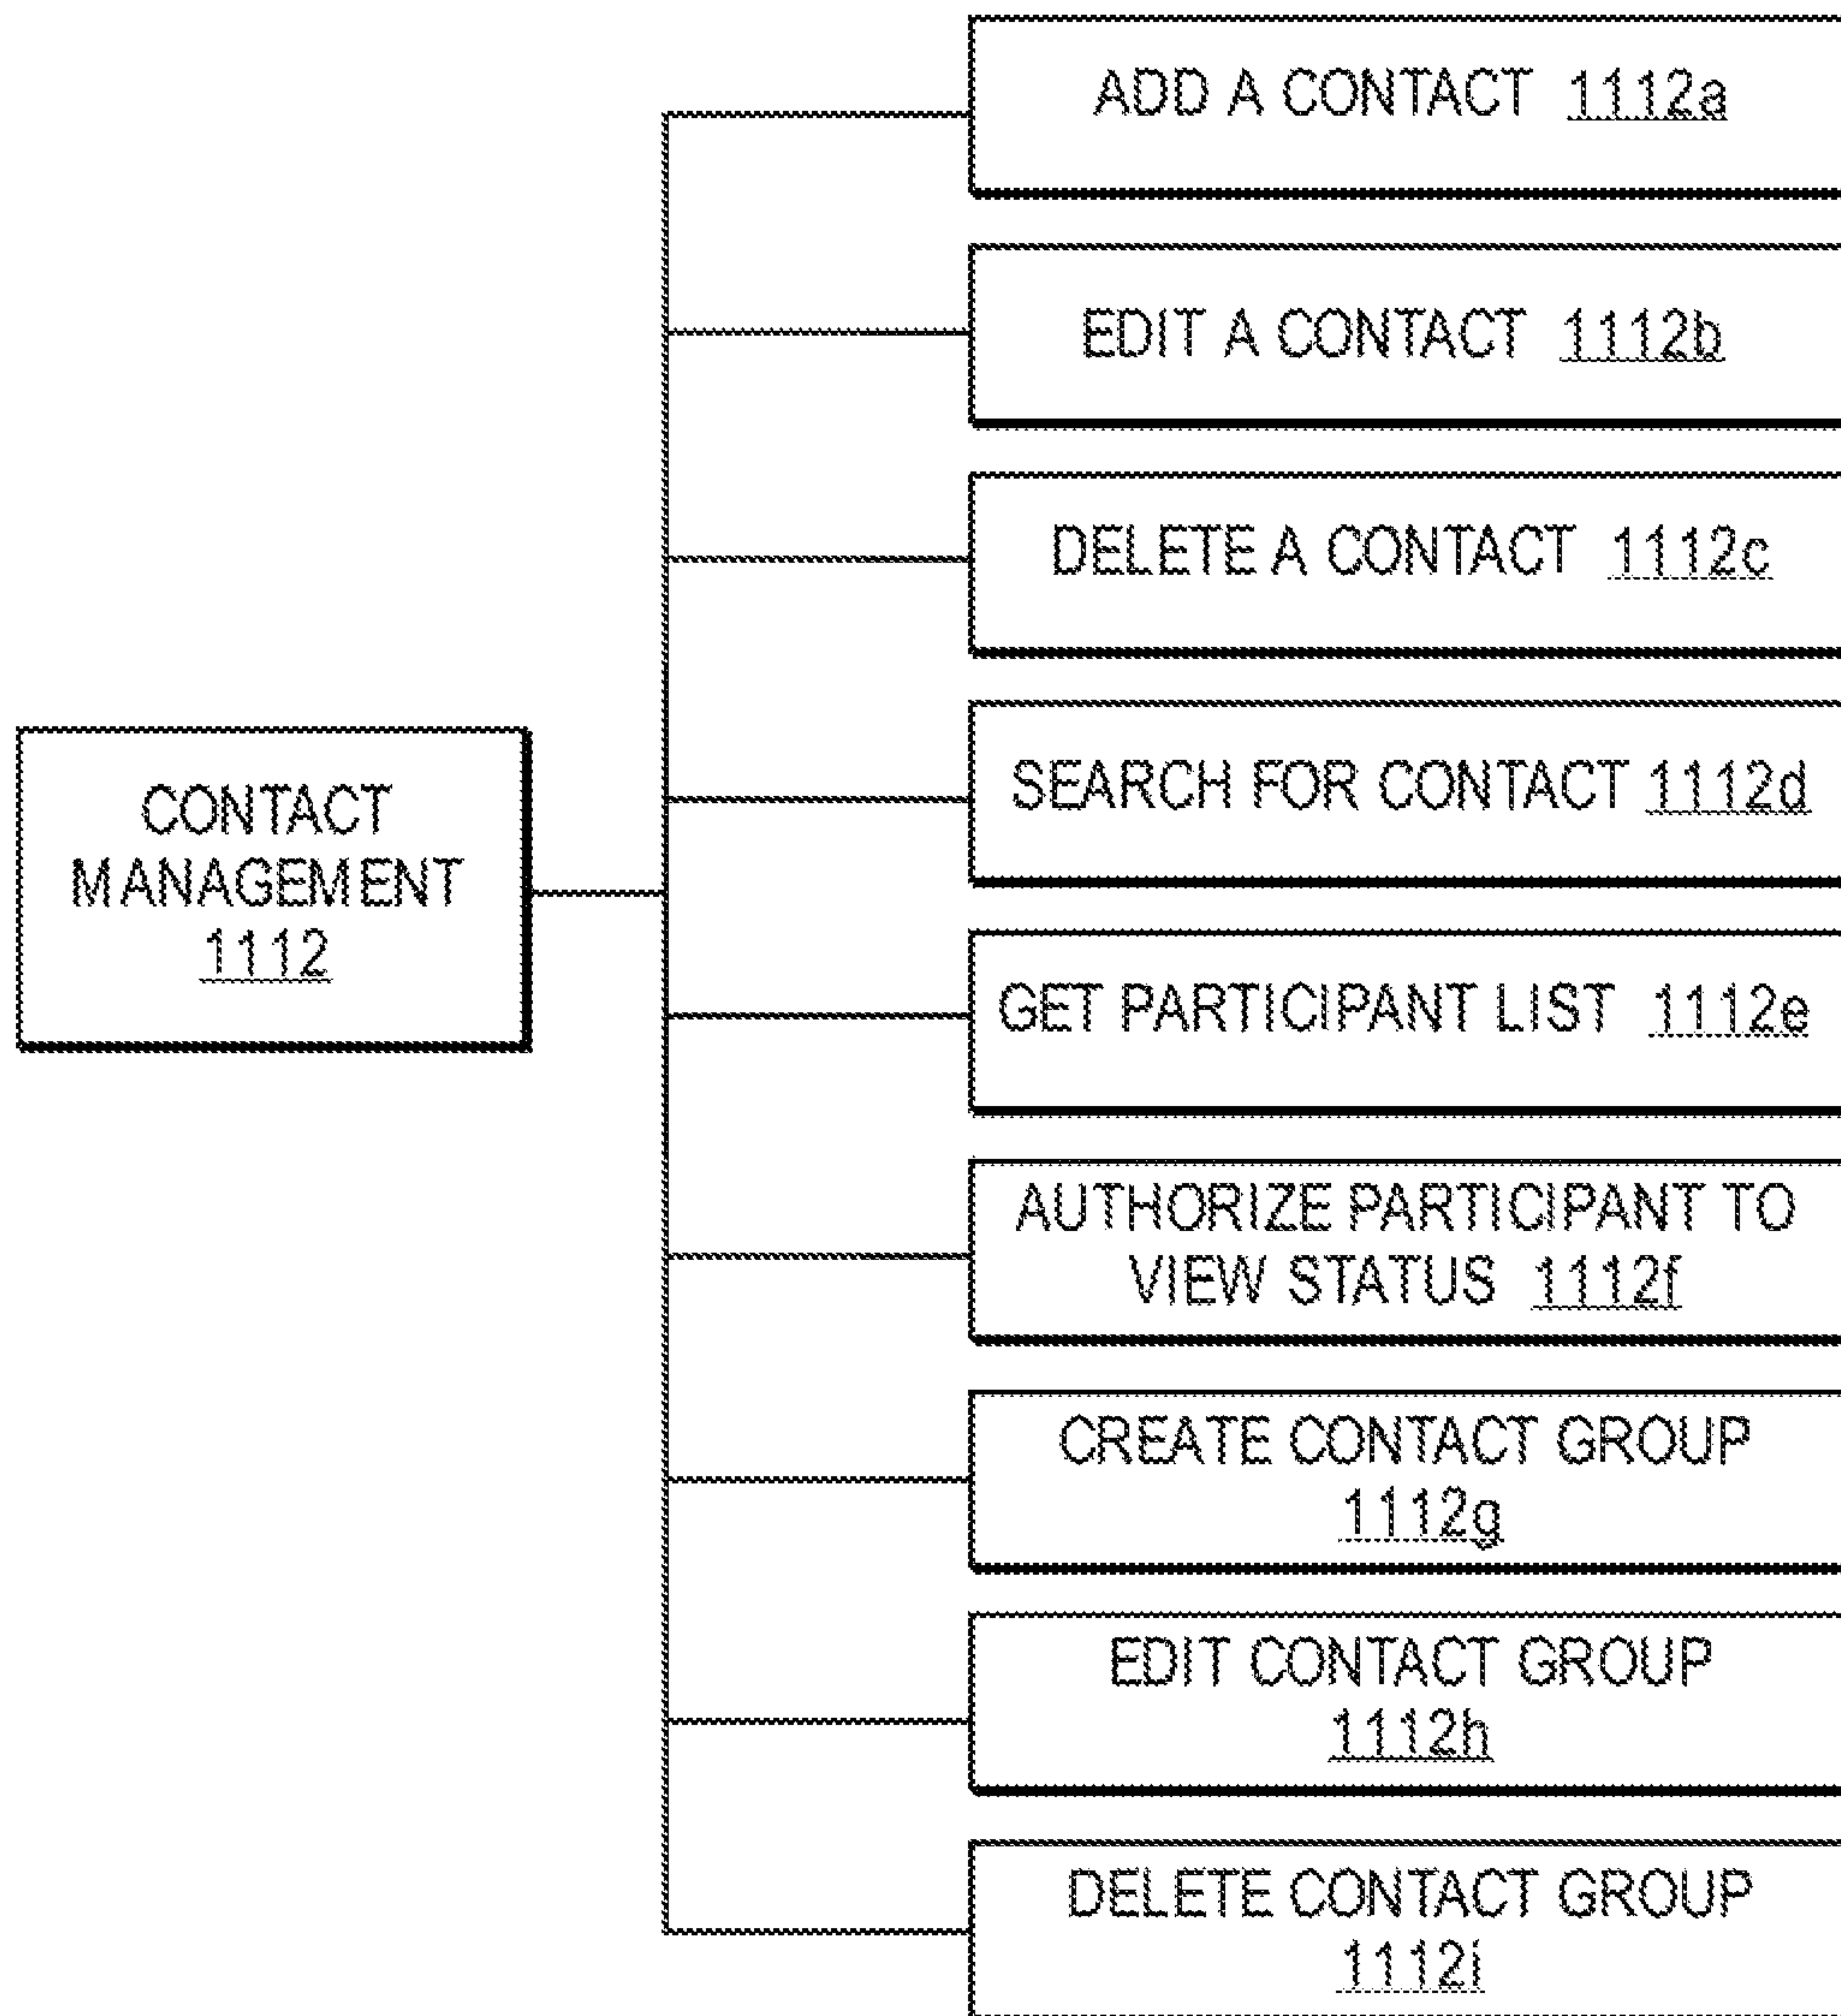 ADD A CONTACT 1112a
EDIT A CONTACT 1112b
DELETE A CONTACT 1112c
SEARCH FOR CONTACT 1112d
CONTACT
MANAGEMENT
1112
GET PARTICIPANT LIST 1112e
AUTHORIZE PARTICIPANT TO
VIEW STATUS 1112f
CREATE CONTACT GROUP
1112g
EDIT CONTACT GROUP
1112h
DELETE CONTACT GROUP
1112i